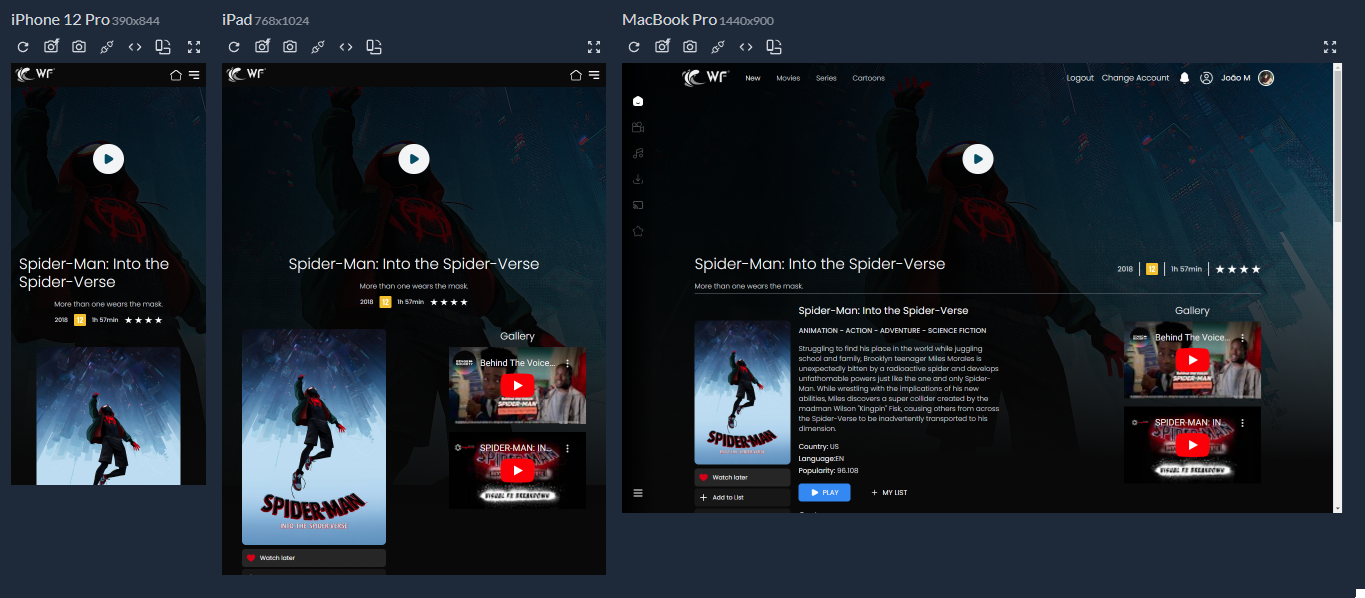 iPhone 12 Pro 390x844
WF
Spider-Man: Into the
Spider-Verse
More than one wears the mask.
2018 12 1h 57min
iPad 768x1024
WF
Spider-Man: Into the Spider-Verse
More than one wears the mask.
2018 12 1h 57min
SPIDER-MAN
INTO THE SPIDER-VERSE
Watch later
Gallery
Behind The Voice...
SPIDER-MAN
SPIDER-MAN: IN...
VISUAL FX BREAKDOWN
MacBook Pro 1440x900
WF New Movies Series Cartoons Logout Change Account João M
Spider-Man: Into the Spider-Verse
2018 12 1h 57min
More than one wears the mask.
SPIDER-MAN
Watch later
Add to List
Spider-Man: Into the Spider-Verse
ANIMATION - ACTION - ADVENTURE - SCIENCE FICTION
Struggling to find his place in the world while juggling
school and family, Brooklyn teenager Miles Morales is
unexpectedly bitten by a radioactive spider and develops
unfathomable powers just like the one and only Spider-
Man. While wrestling with the implications of his new
abilities, Miles discovers a super collider created by the
madman Wilson "Kingpin" Fisk, causing others from across
the Spider-Verse to be inadvertently transported to his
dimension.
Country: US
Language:EN
Popularity: 96.108
PLAY + MY LIST
Gallery
Behind The Voice...
SPIDER-MAN
SPIDER-MAN: IN...
VISUAL FX BREAKDOWN